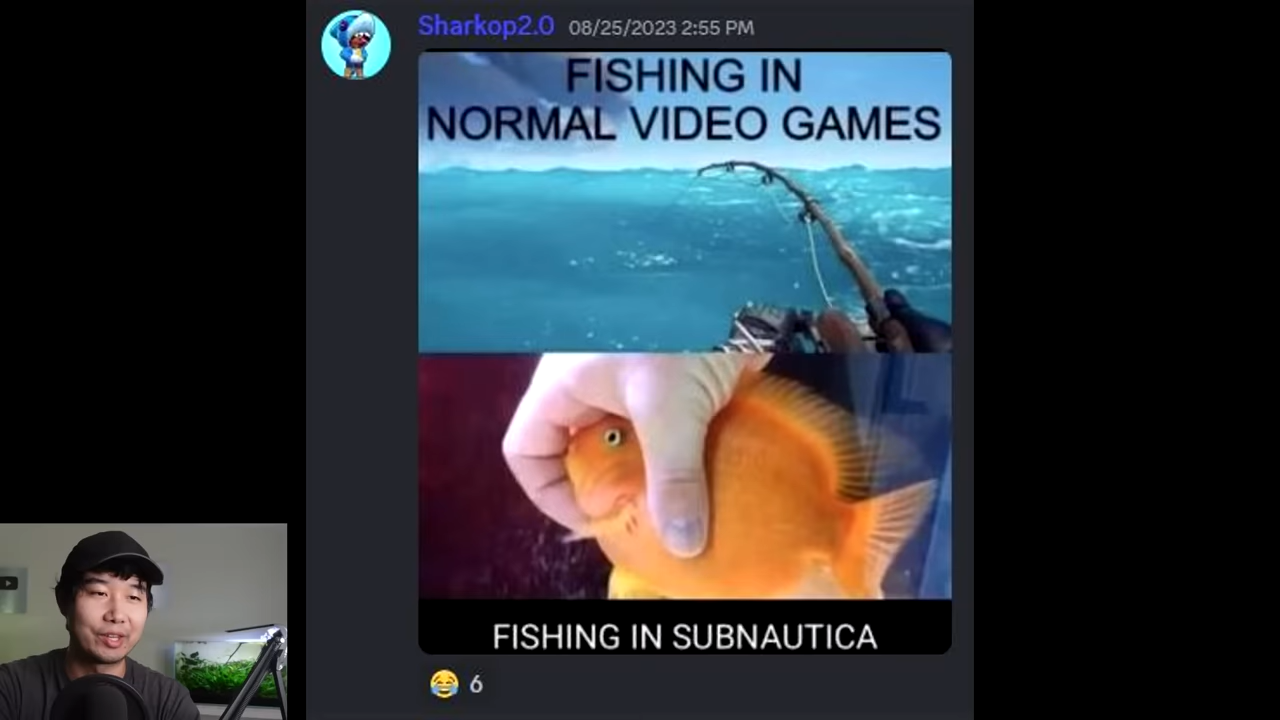 Sharkop2.0 08/25/2023 2:55 PM
FISHING IN
NORMAL VIDEO GAMES
FISHING IN SUBNAUTICA
😂 6